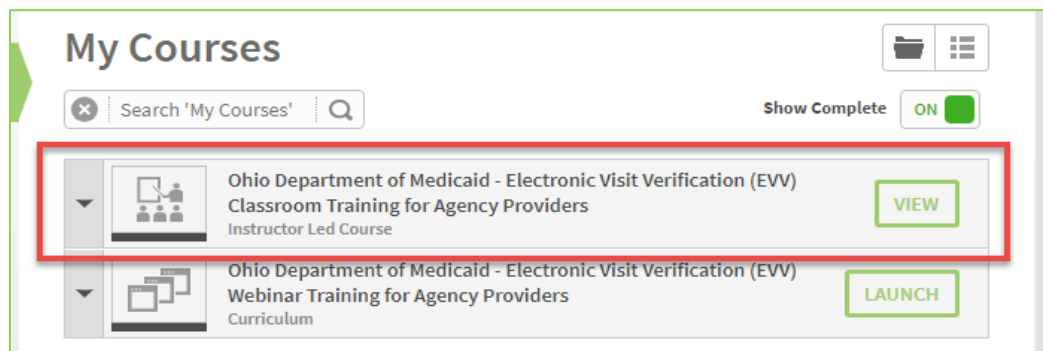 My Courses
Search 'My Courses'
Show Complete ON
Ohio Department of Medicaid - Electronic Visit Verification (EVV)
Classroom Training for Agency Providers
Instructor Led Course
VIEW
Ohio Department of Medicaid - Electronic Visit Verification (EVV)
Webinar Training for Agency Providers
Curriculum
LAUNCH